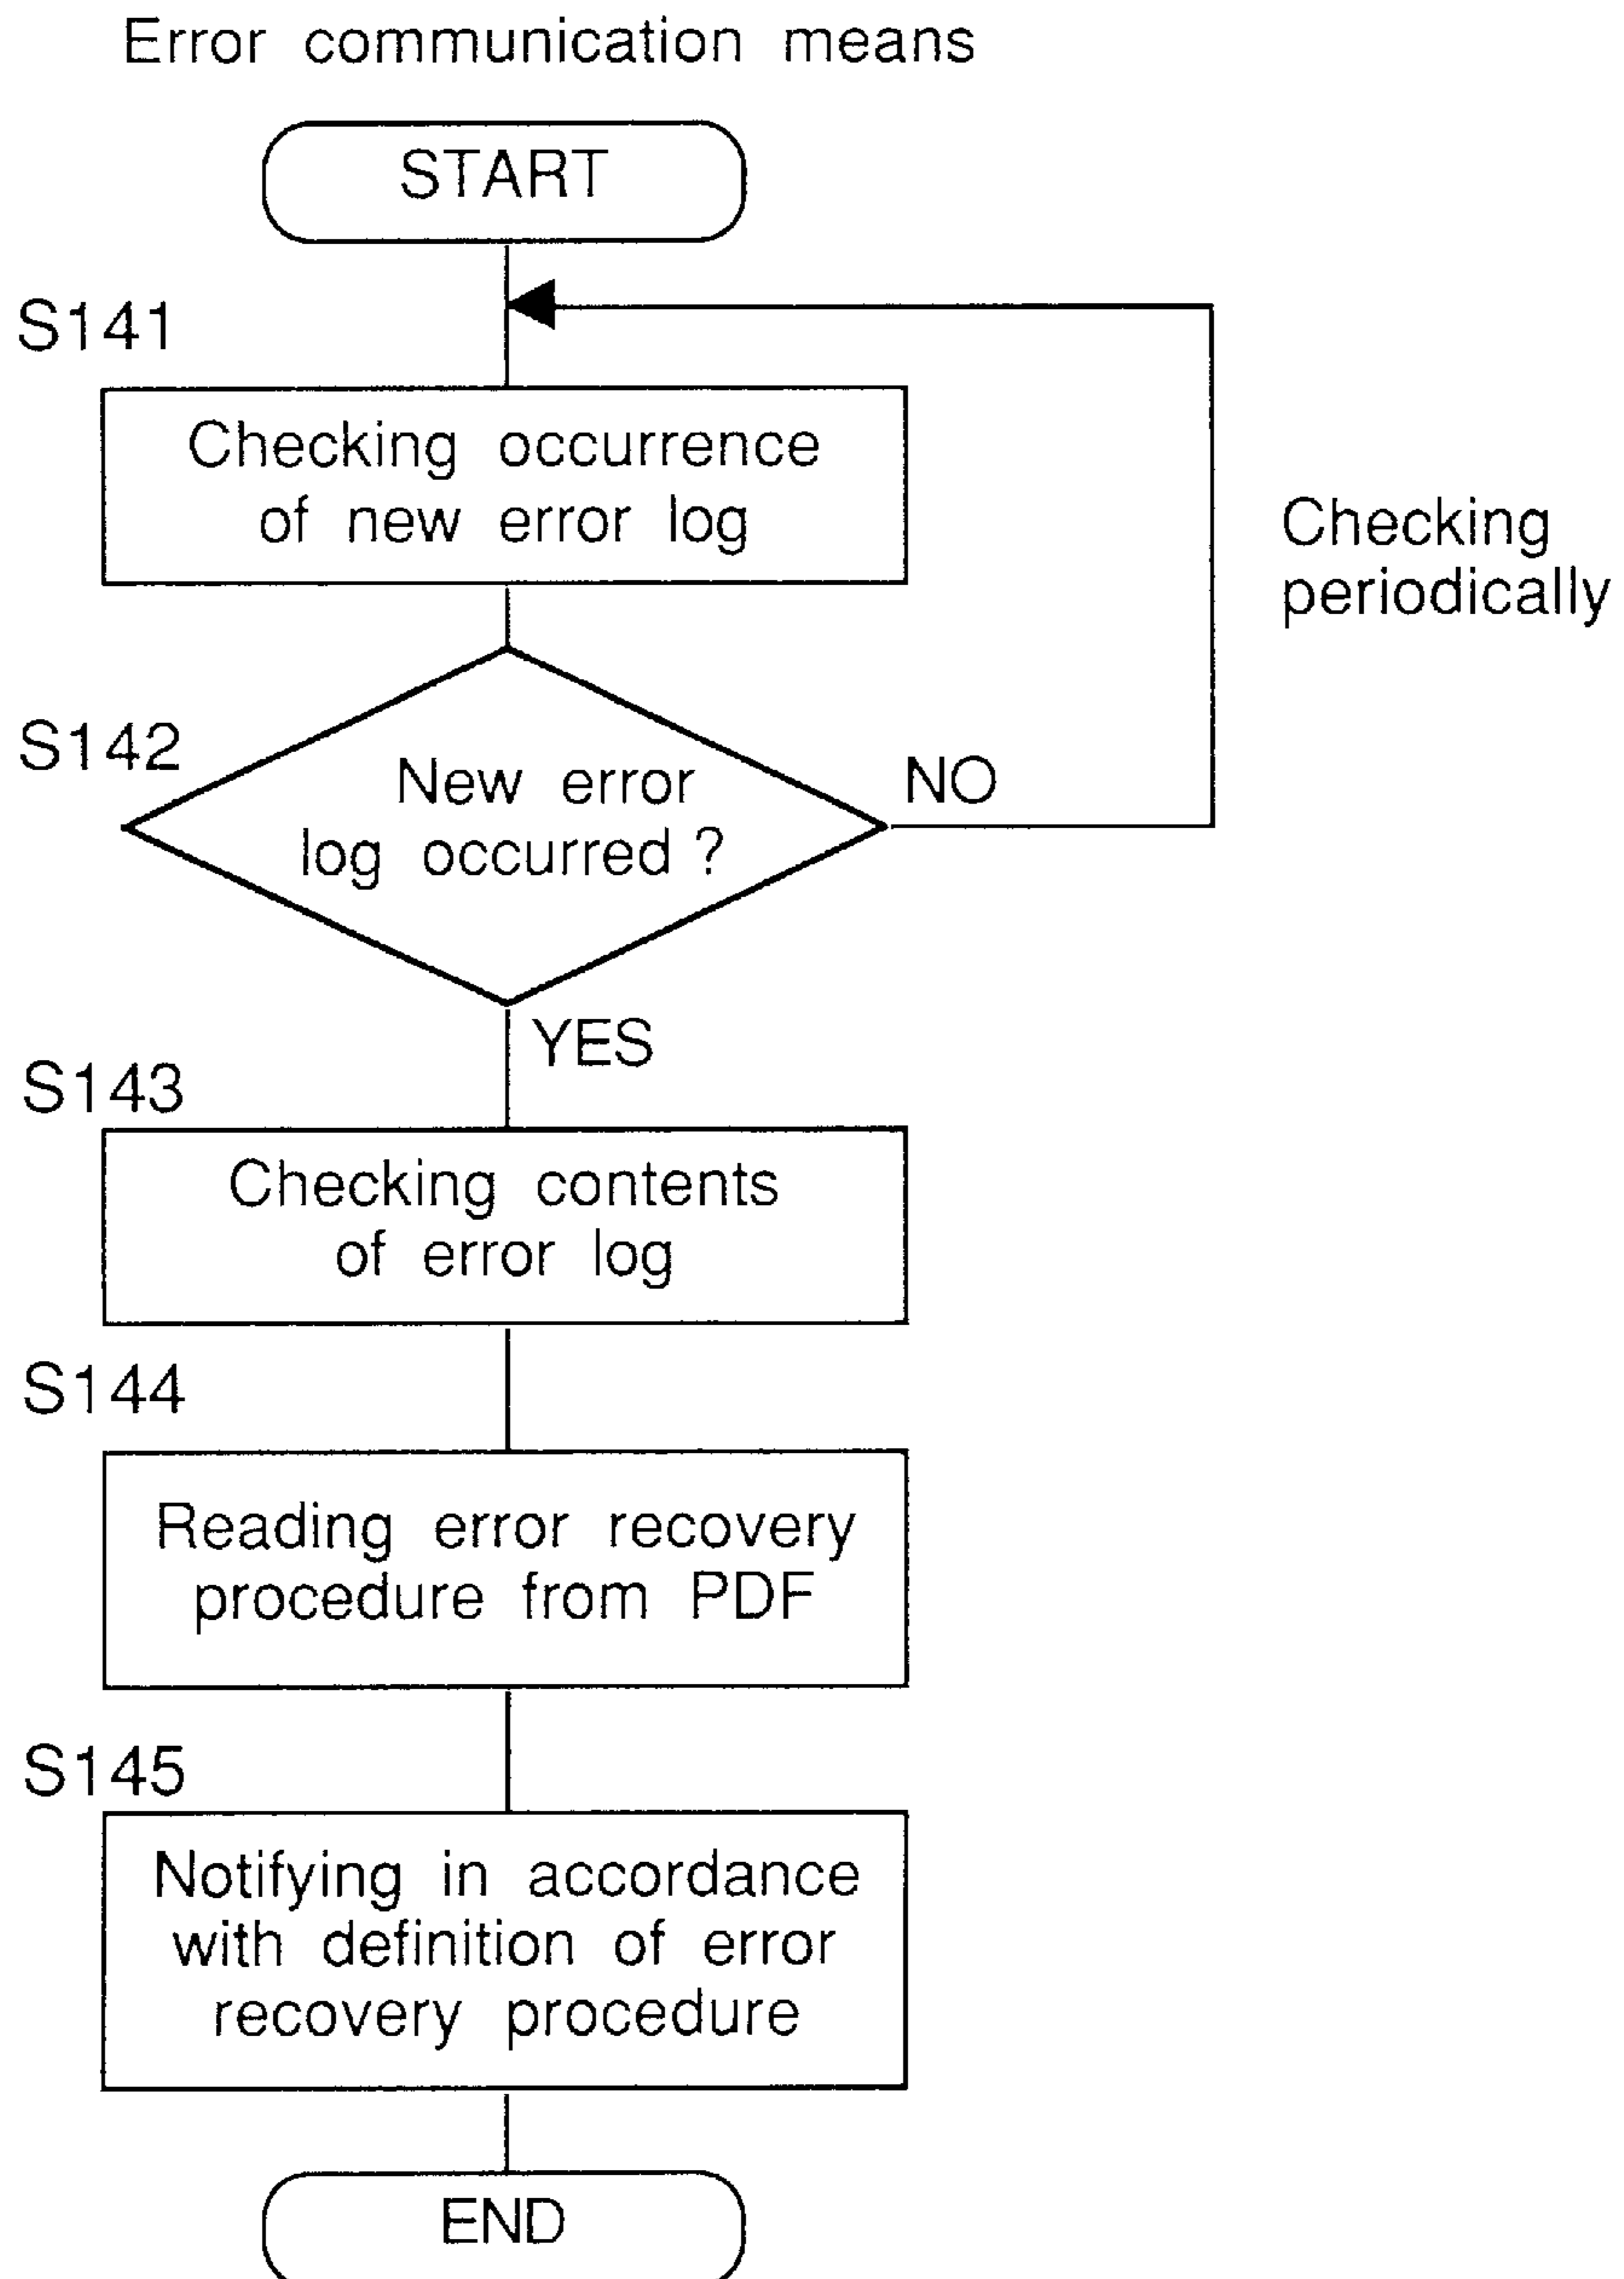 Error communication means
START
S141
Checking occurrence
of new error log
Checking
periodically
S142
New error
log occurred ?
NO
YES
S143
Checking contents
of error log
S144
Reading error recovery
procedure from PDF
S145
Notifying in accordance
with definition of error
recovery procedure
END